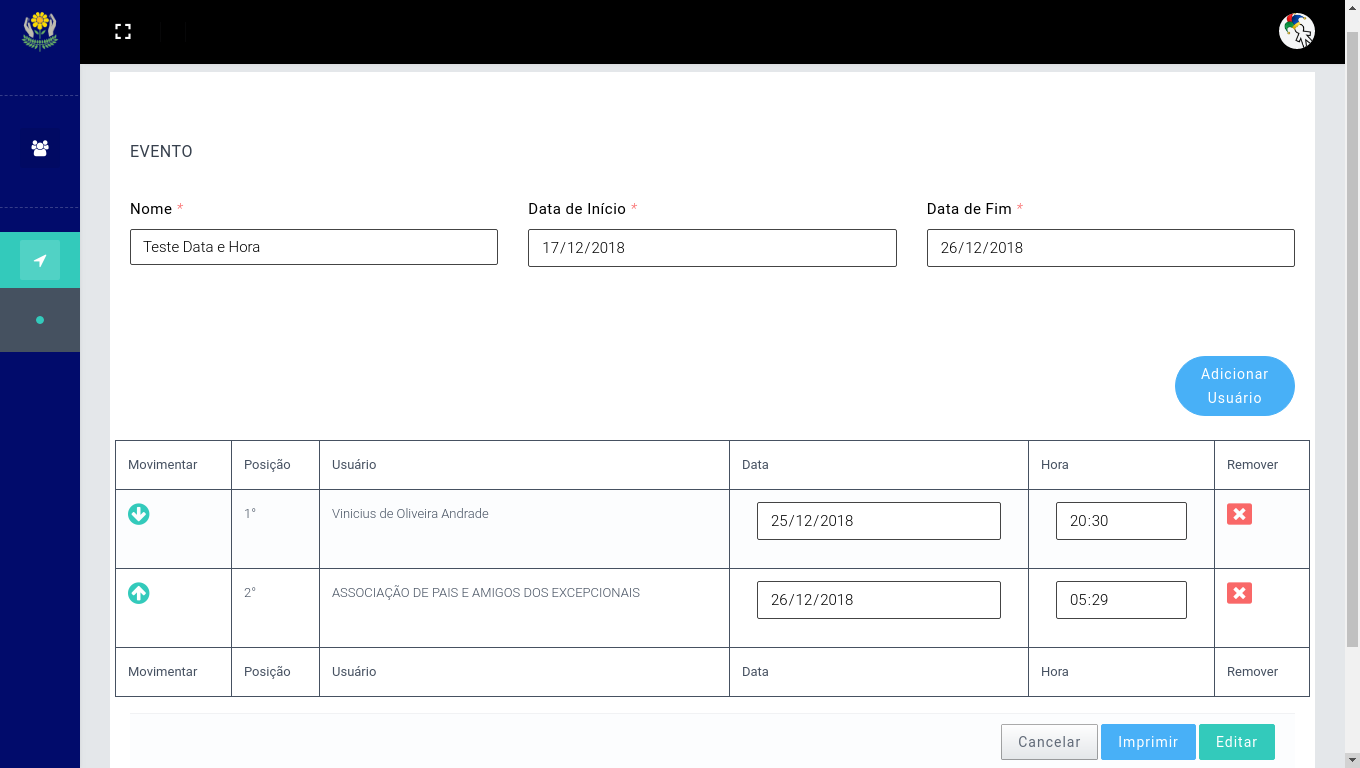 EVENTO
Nome * Data de Início * Data de Fim *
Teste Data e Hora 17/12/2018 26/12/2018
Adicionar
Usuário
Movimentar Posição Usuário Data Hora Remover
1° Vinicius de Oliveira Andrade 25/12/2018 20:30
2° ASSOCIAÇÃO DE PAIS E AMIGOS DOS EXCEPCIONAIS 26/12/2018 05:29
Movimentar Posição Usuário Data Hora Remover
Cancelar Imprimir Editar